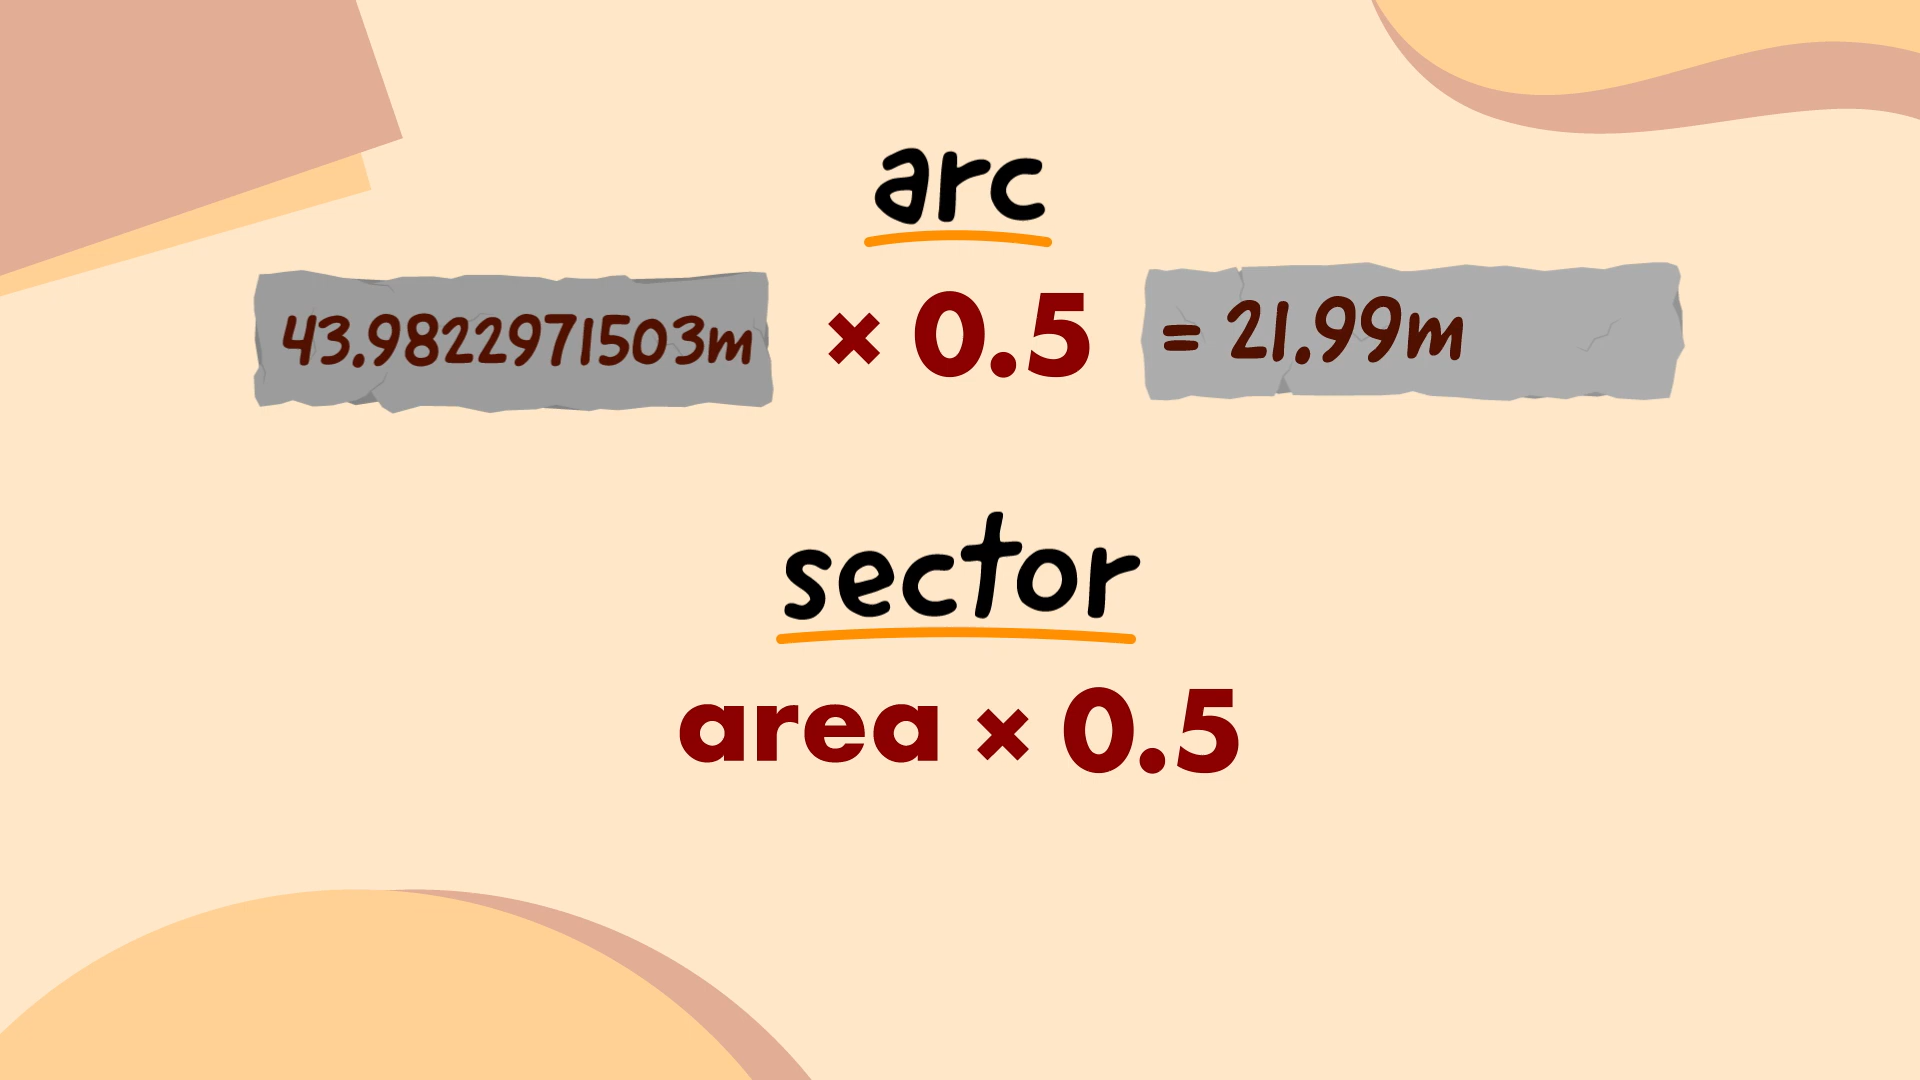 arc
43.9822971503m × 0.5 = 21.99m
sector
area × 0.5